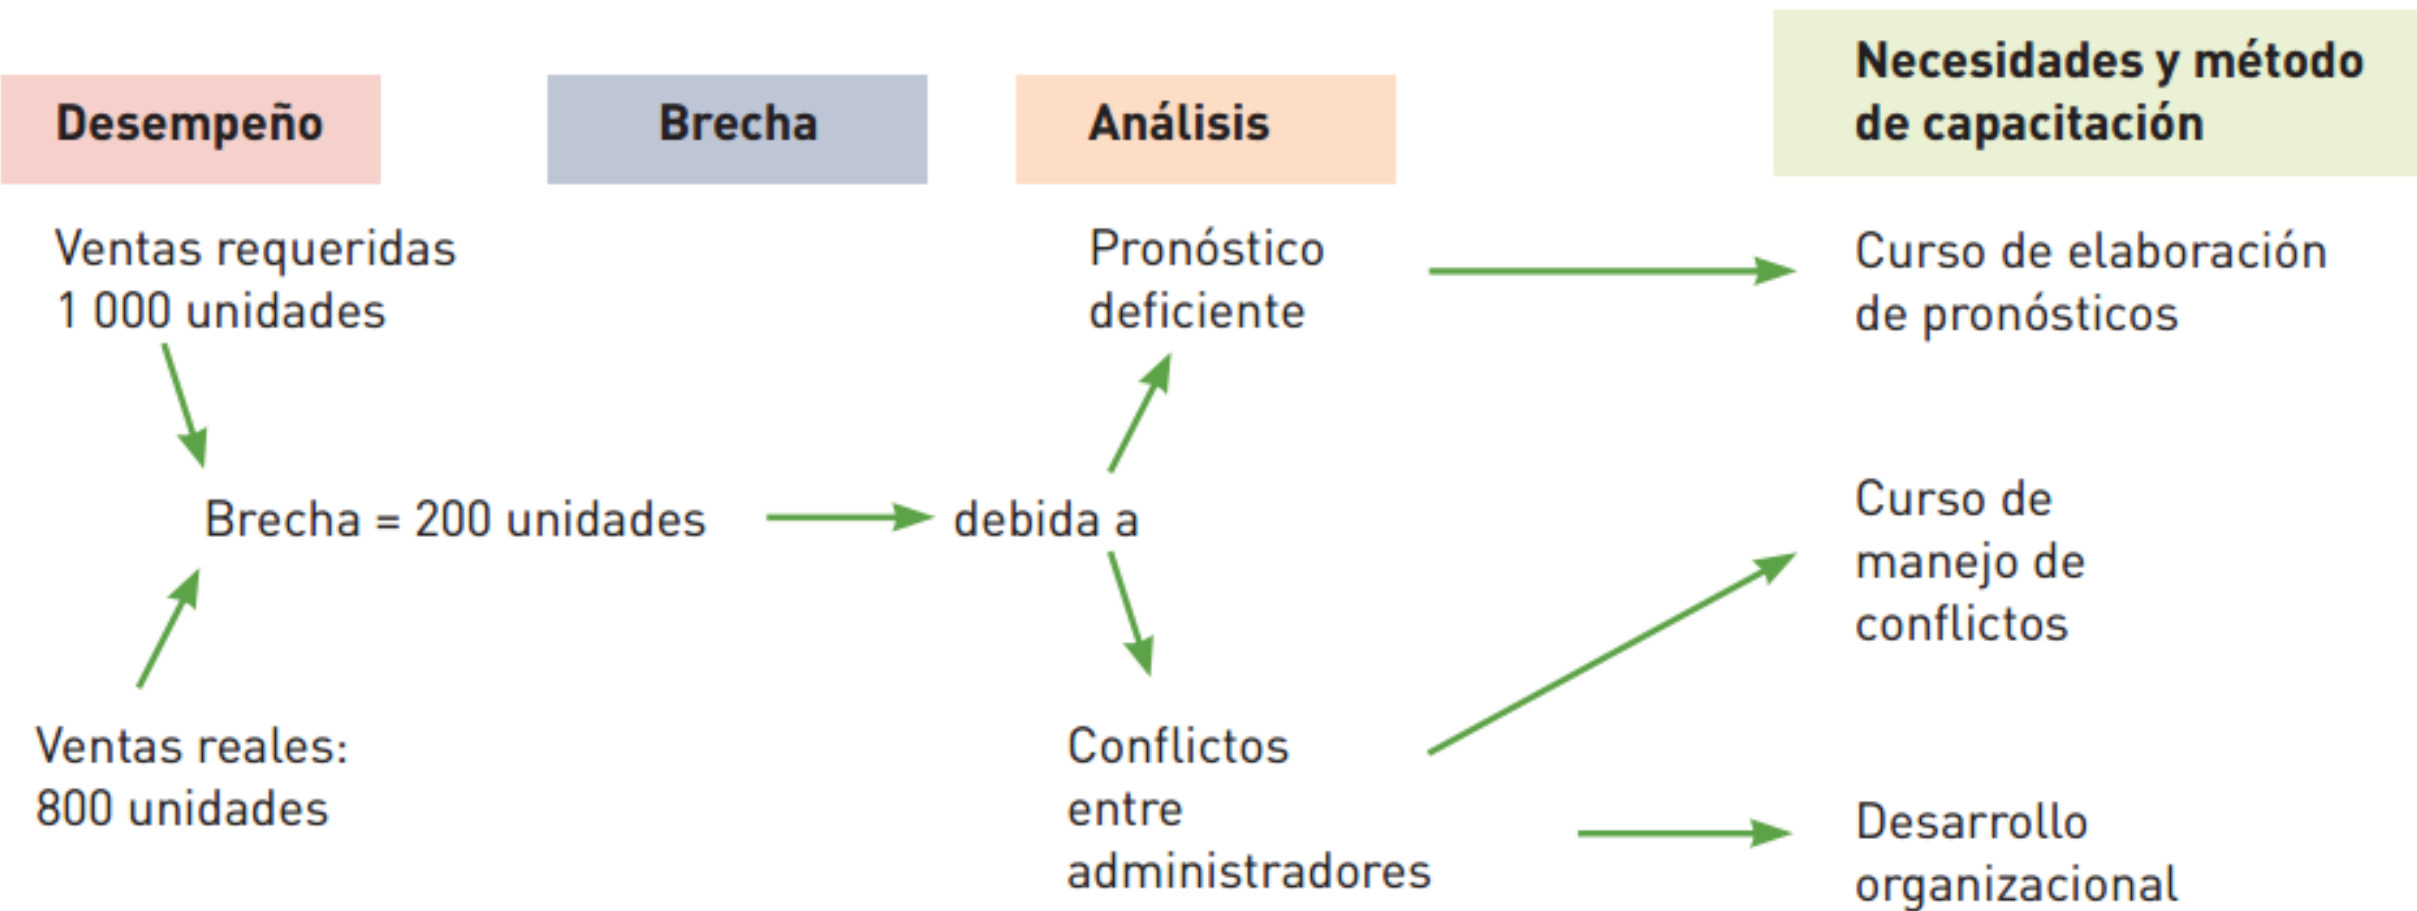 Desempeño
Brecha
Análisis
Necesidades y método
de capacitación
Ventas requeridas
1 000 unidades
Pronóstico
deficiente
Curso de elaboración
de pronósticos
Brecha = 200 unidades
debida a
Curso de
manejo de
conflictos
Ventas reales:
800 unidades
Conflictos
entre
administradores
Desarrollo
organizacional